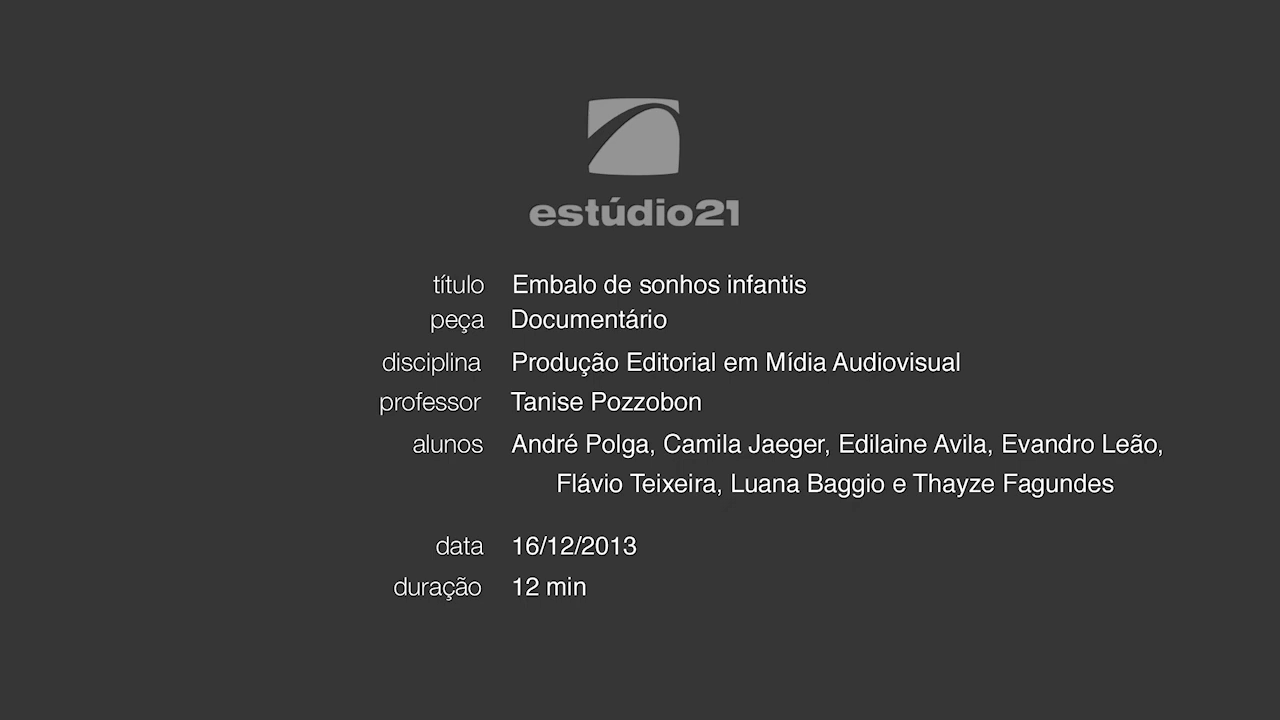 estúdio21
título Embalo de sonhos infantis
peça Documentário
disciplina Produção Editorial em Mídia Audiovisual
professor Tanise Pozzobon
alunos André Polga, Camila Jaeger, Edilaine Avila, Evandro Leão,
Flávio Teixeira, Luana Baggio e Thayze Fagundes
data 16/12/2013
duração 12 min